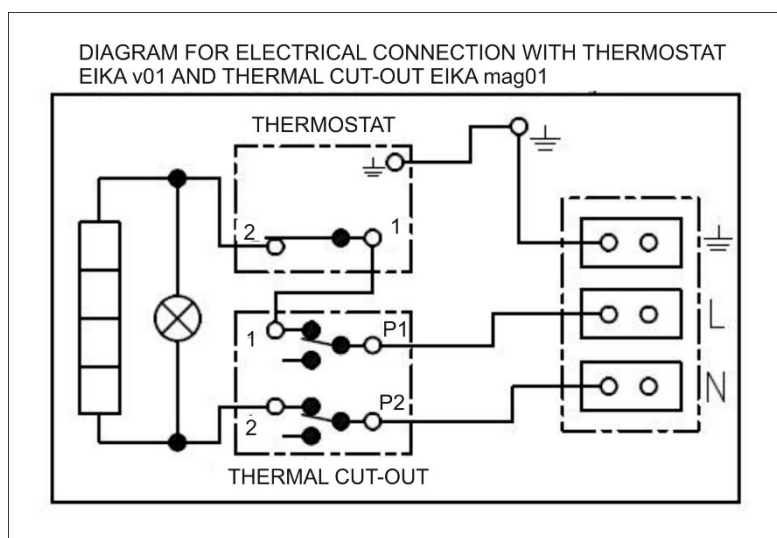 DIAGRAM FOR ELECTRICAL CONNECTION WITH THERMOSTAT
EIKA v01 AND THERMAL CUT-OUT EIKA mag01
THERMOSTAT
2
1
1
P1
L
P2
N
2
THERMAL CUT-OUT